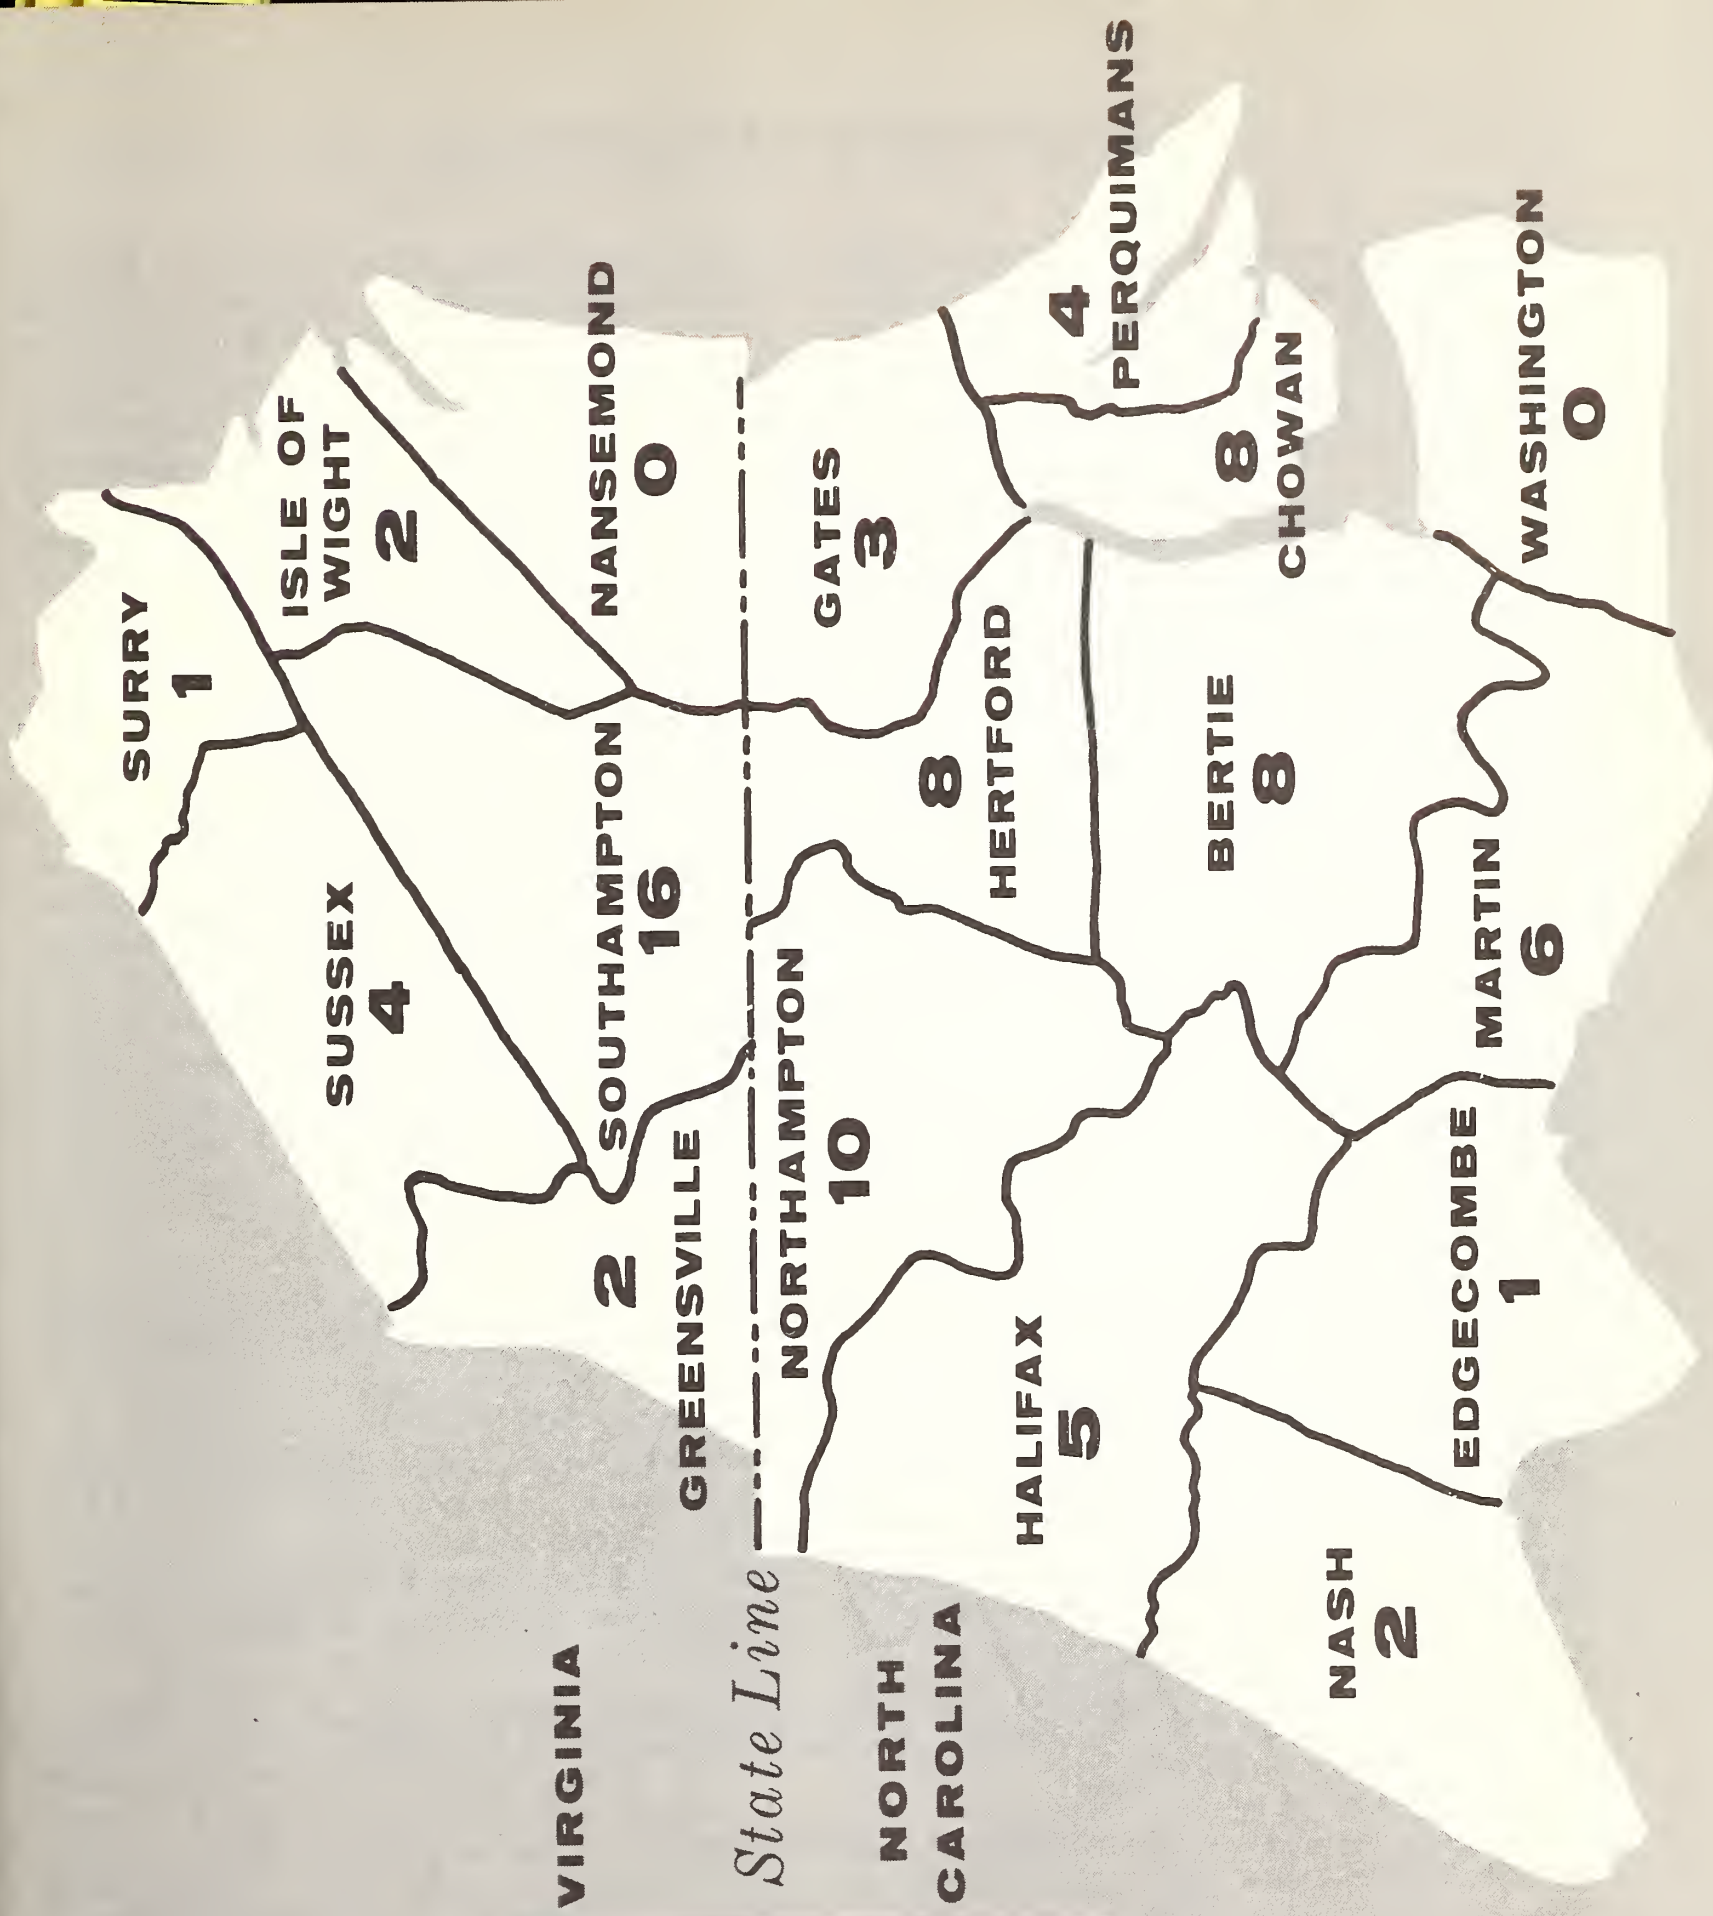 VIRGINIA
State Line
NORTH
CAROLINA
SURRY
1
ISLE OF
WIGHT
2
SUSSEX
4
NANSEMOND
0
SOUTHAMPTON
16
2
GREENSVILLE
GATES
3
4
PERQUIMANS
8
CHOWAN
8
HERTFORD
NORTHAMPTON
10
BERTIE
8
HALIFAX
5
WASHINGTON
0
MARTIN
6
EDGECOMBE
1
NASH
2